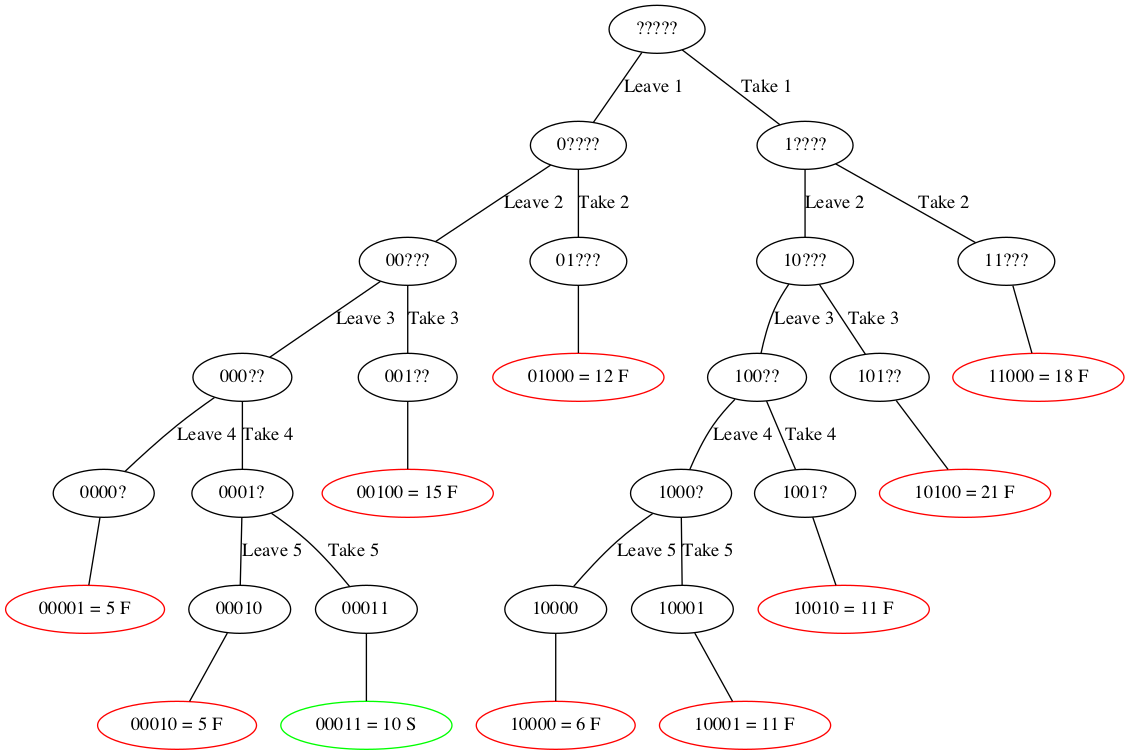 ?????
Leave 1
Take 1
0????
1????
Leave 2
Take 2
Leave 2
Take 2
00???
01???
10???
11???
Leave 3
Take 3
Leave 3
Take 3
000??
001??
01000 = 12 F
100??
101??
11000 = 18 F
Leave 4
Take 4
Leave 4
Take 4
0000?
0001?
00100 = 15 F
1000?
1001?
10100 = 21 F
Leave 5
Take 5
Leave 5
Take 5
00001 = 5 F
00010
00011
10000
10001
10010 = 11 F
00010 = 5 F
00011 = 10 S
10000 = 6 F
10001 = 11 F